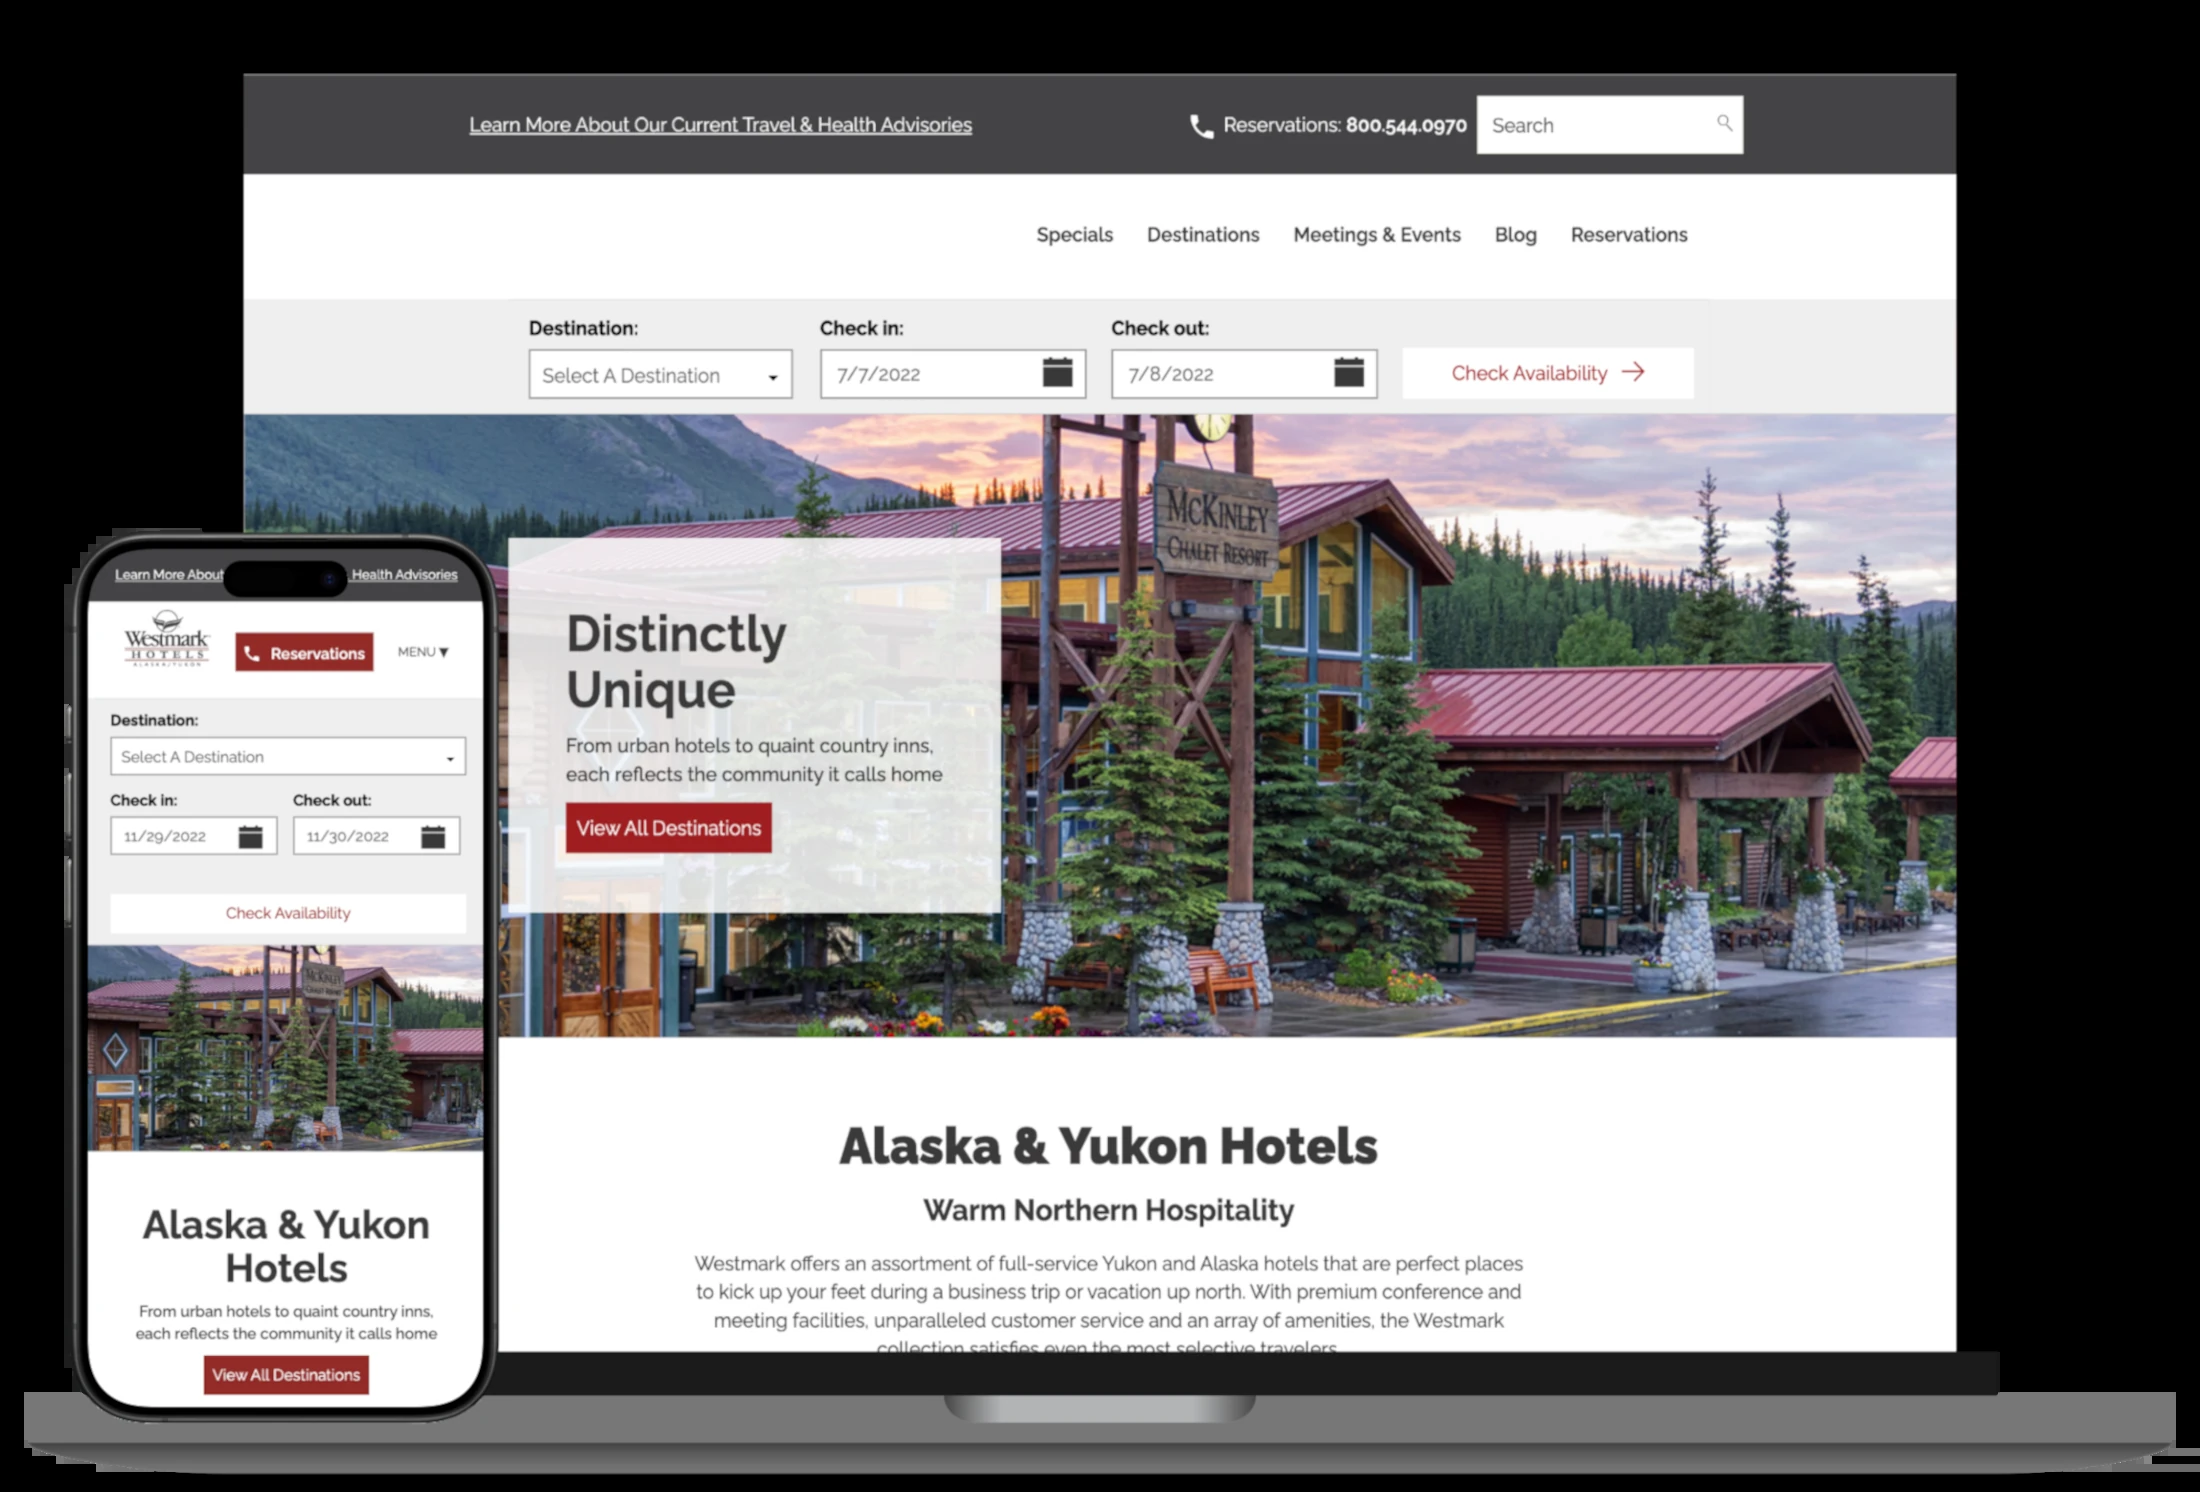 Learn More About Our Current Travel & Health Advisories
Reservations: 800.544.0970
Search
Specials
Destinations
Meetings & Events
Blog
Reservations
Destination:
Check in:
Check out:
Select A Destination
7/7/2022
7/8/2022
Check Availability
McKINLEY
CHALET RESORT
Distinctly
Unique
From urban hotels to quaint country inns,
each reflects the community it calls home
View All Destinations
Alaska & Yukon Hotels
Warm Northern Hospitality
Westmark offers an assortment of full-service Yukon and Alaska hotels that are perfect places
to kick up your feet during a business trip or vacation up north. With premium conference and
meeting facilities, unparalleled customer service and an array of amenities, the Westmark
collection satisfies even the most selective travelers.
Learn More About Health Advisories
Westmark
HOTELS
ALASKA/YUKON
Reservations
MENU ▼
Destination:
Select A Destination
Check in:
Check out:
11/29/2022
11/30/2022
Check Availability
McKINLEY
CHALET RESORT
Alaska & Yukon
Hotels
From urban hotels to quaint country inns,
each reflects the community it calls home
View All Destinations